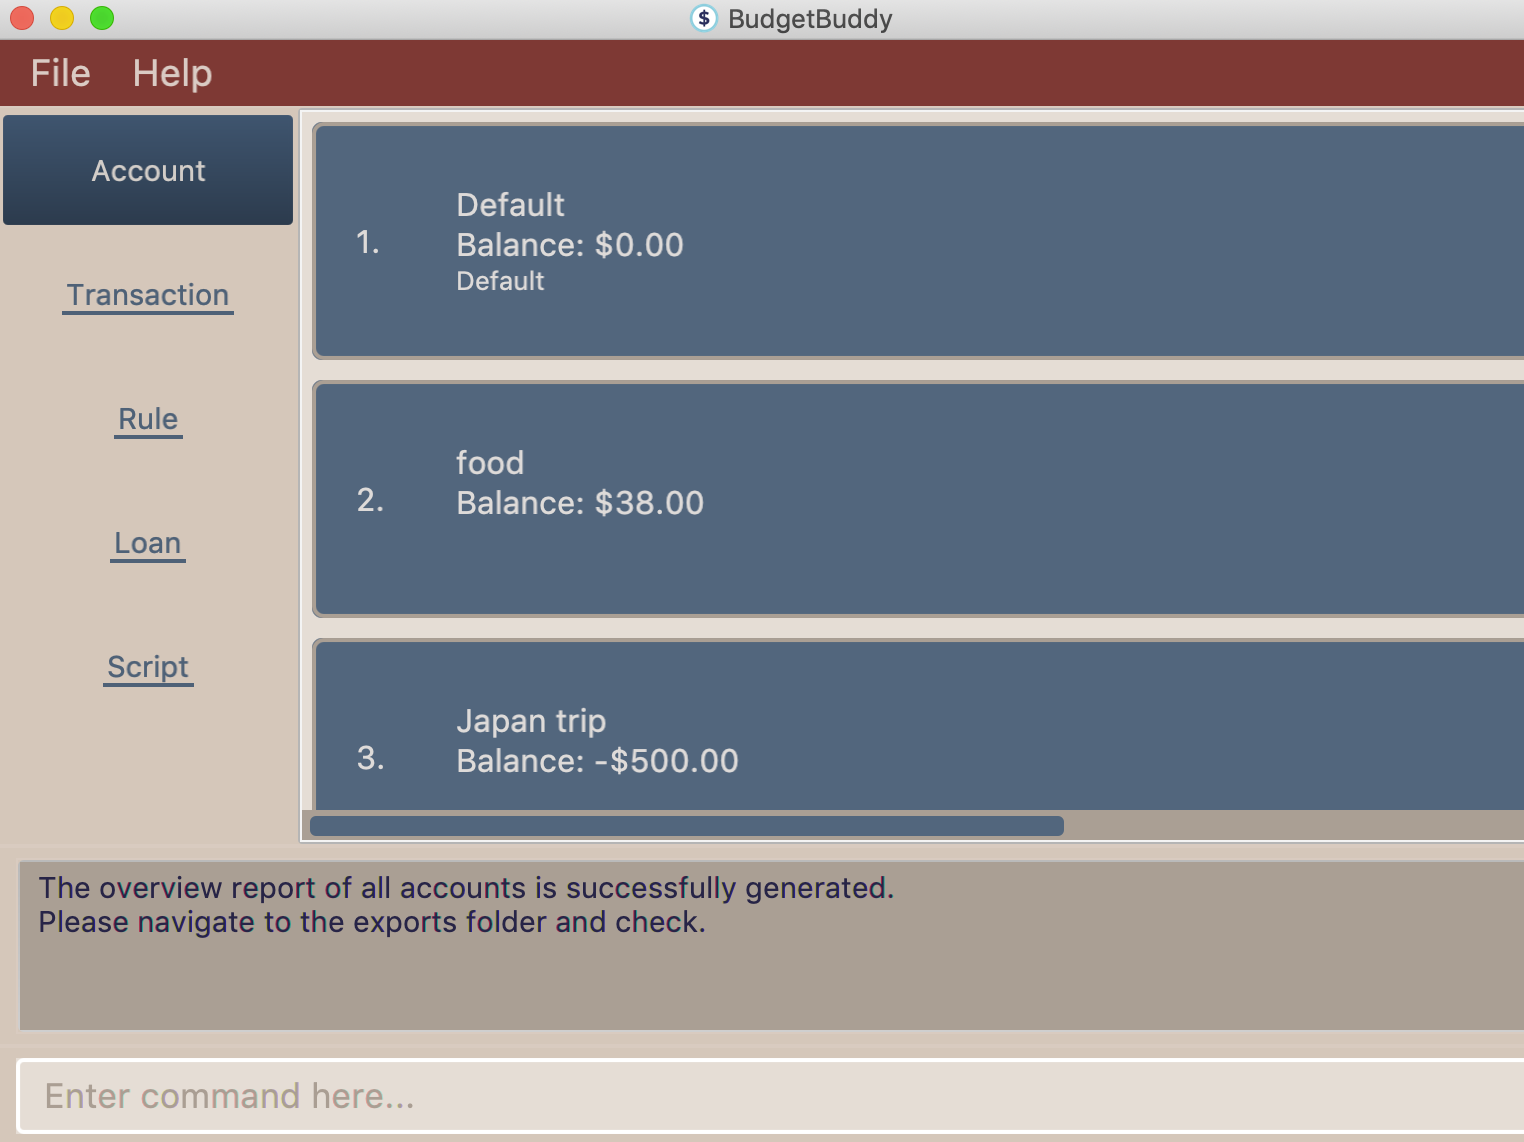 $ BudgetBuddy
File Help
Account
Transaction
Rule
Loan
Script
1.
Default
Balance: $0.00
Default
2.
food
Balance: $38.00
3.
Japan trip
Balance: -$500.00
The overview report of all accounts is successfully generated.
Please navigate to the exports folder and check.
Enter command here...